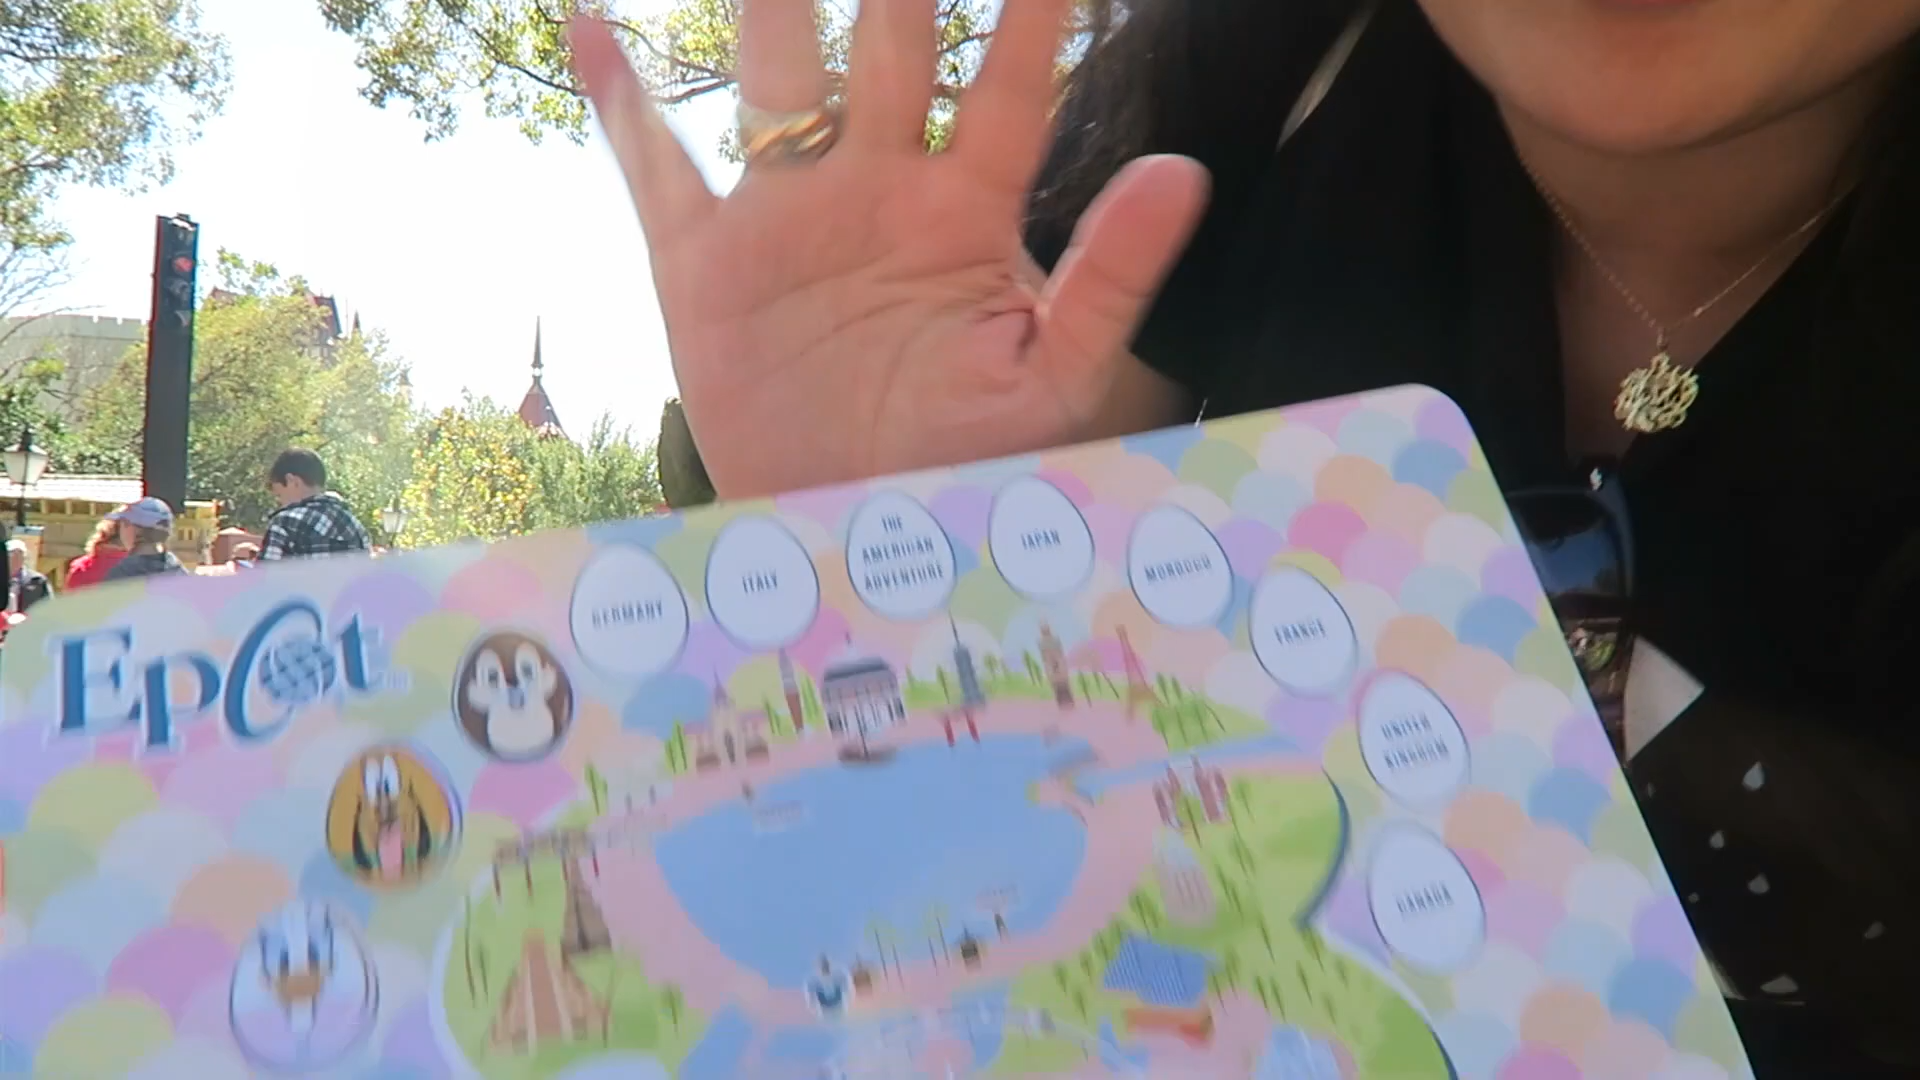 Epcot
GERMANY
ITALY
THE
AMERICAN
ADVENTURE
JAPAN
MOROCCO
FRANCE
UNITED
KINGDOM
CANADA